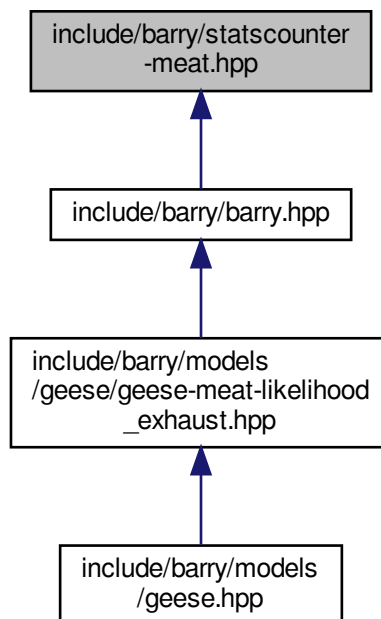 include/barry/statscounter
-meat.hpp
include/barry/barry.hpp
include/barry/models
/geese/geese-meat-likelihood
_exhaust.hpp
include/barry/models
/geese.hpp